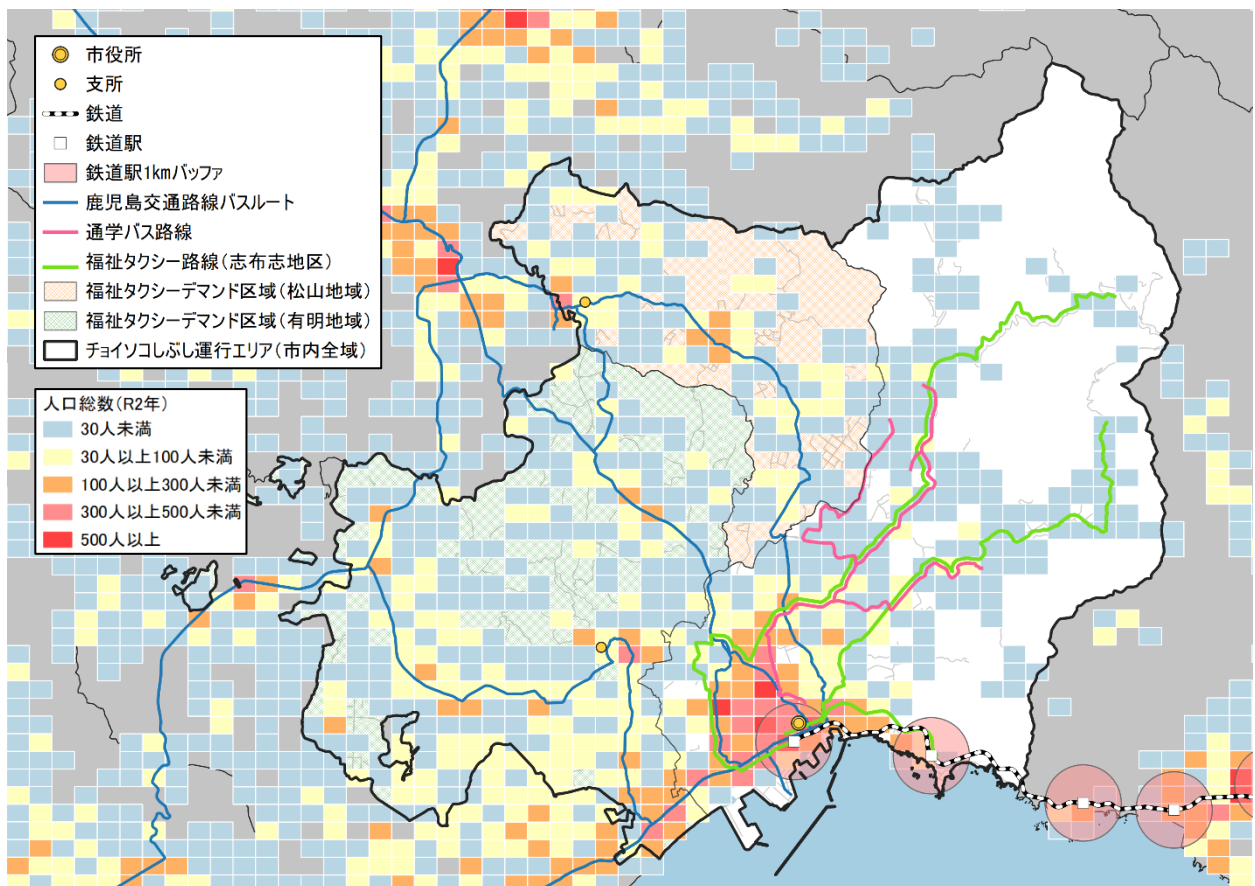 市役所
支所
鉄道
鉄道駅
鉄道駅1kmバッファ
鹿児島交通路線バスルート
通学バス路線
福祉タクシー路線(志布志地区)
福祉タクシーデマンド区域(松山地域)
福祉タクシーデマンド区域(有明地域)
チョイソコしぶし運行エリア(市内全域)
人口総数(R2年)
30人未満
30人以上100人未満
100人以上300人未満
300人以上500人未満
500人以上